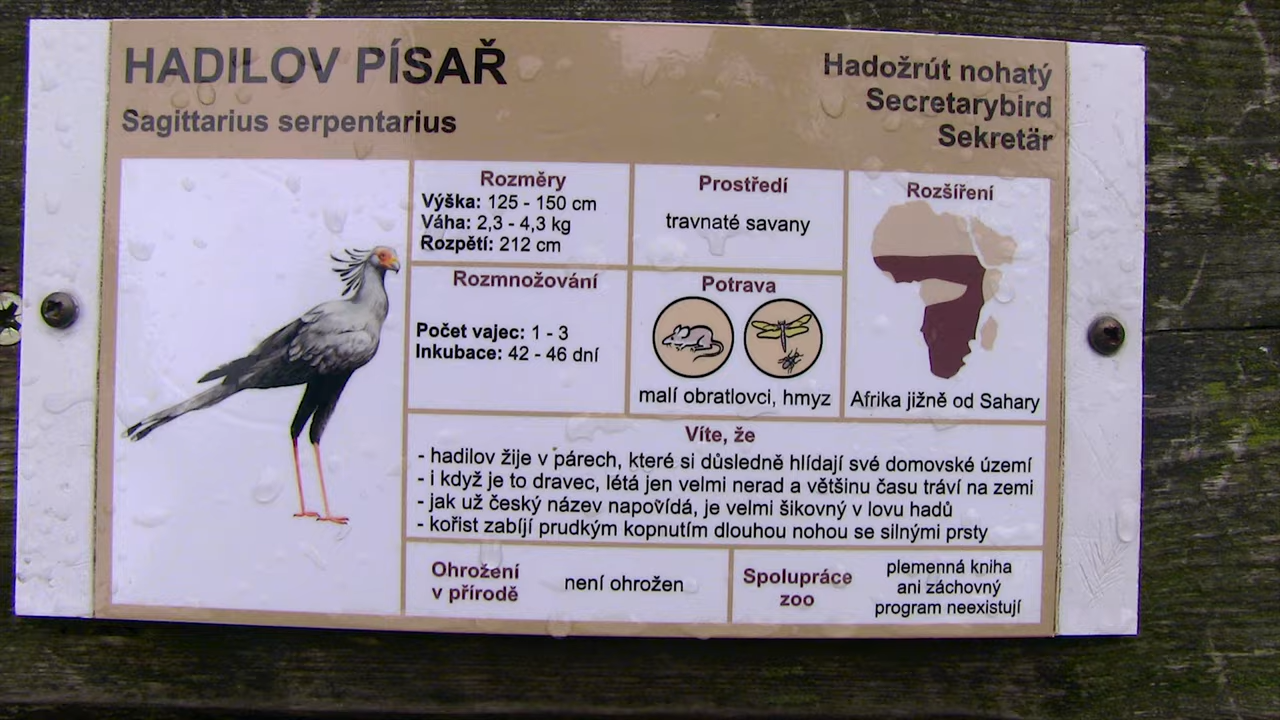 HADILOV PÍSAŘ
Sagittarius serpentarius
Hadožrút nohatý
Secretarybird
Sekretär
Rozměry
Výška: 125 - 150 cm
Váha: 2,3 - 4,3 kg
Rozpětí: 212 cm
Prostředí
travnaté savany
Rozšíření
Afrika jižně od Sahary
Rozmnožování
Počet vajec: 1 - 3
Inkubace: 42 - 46 dní
Potrava
malí obratlovci, hmyz
Víte, že
- hadilov žije v párech, které si důsledně hlídají své domovské území
- i když je to dravec, létá jen velmi nerad a většinu času tráví na zemi
- jak už český název napovídá, je velmi šikovný v lovu hadů
- kořist zabíjí prudkým kopnutím dlouhou nohou se silnými prsty
Ohrožení
v přírodě
není ohrožen
Spolupráce
zoo
plemenná kniha
ani záchovný
program neexistují